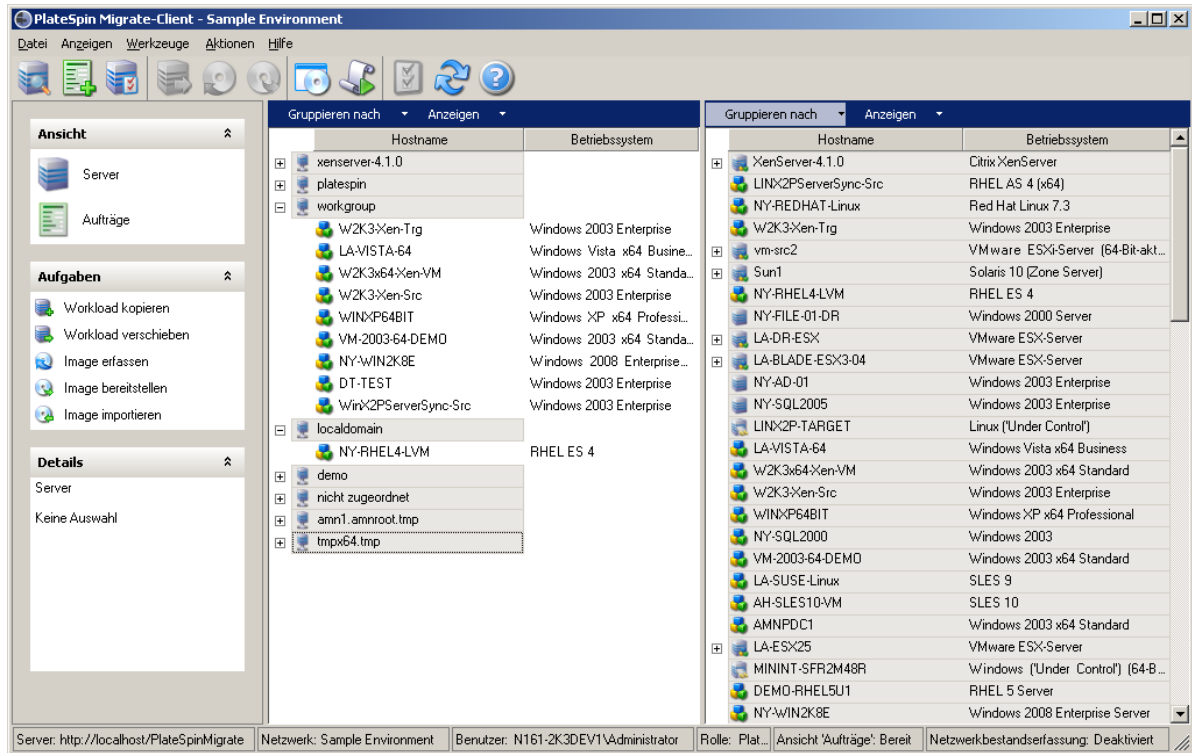 PlateSpin Migrate-Client - Sample Environment
Datei Anzeigen Werkzeuge Aktionen Hilfe
Ansicht
Server
Aufträge
Aufgaben
Workload kopieren
Workload verschieben
Image erfassen
Image bereitstellen
Image importieren
Details
Server
Keine Auswahl
Gruppieren nach Anzeigen
Hostname Betriebssystem
xenserver-4.1.0
platespin
workgroup
W2K3-Xen-Trg Windows 2003 Enterprise
LA-VISTA-64 Windows Vista x64 Busine...
W2K3x64-Xen-VM Windows 2003 x64 Standa...
W2K3-Xen-Src Windows 2003 Enterprise
WINXP64BIT Windows XP x64 Professi...
VM-2003-64-DEMO Windows 2003 x64 Standa...
NY-WIN2K8E Windows 2008 Enterprise...
DT-TEST Windows 2003 Enterprise
WinX2PServerSync-Src Windows 2003 Enterprise
localdomain
NY-RHEL4-LVM RHEL ES 4
demo
nicht zugeordnet
amn1.amnroot.tmp
tmpx64.tmp
Gruppieren nach Anzeigen
Hostname Betriebssystem
XenServer-4.1.0 Citrix XenServer
LINX2PServerSync-Src RHEL AS 4 (x64)
NY-REDHAT-Linux Red Hat Linux 7.3
W2K3-Xen-Trg Windows 2003 Enterprise
vm-src2 VMware ESXi-Server (64-Bit-akt...
Sun1 Solaris 10 (Zone Server)
NY-RHEL4-LVM RHEL ES 4
NY-FILE-01-DR Windows 2000 Server
LA-DR-ESX VMware ESX-Server
LA-BLADE-ESX3-04 VMware ESX-Server
NY-AD-01 Windows 2003 Enterprise
NY-SQL2005 Windows 2003 Enterprise
LINX2P-TARGET Linux ('Under Control')
LA-VISTA-64 Windows Vista x64 Business
W2K3x64-Xen-VM Windows 2003 x64 Standard
W2K3-Xen-Src Windows 2003 Enterprise
WINXP64BIT Windows XP x64 Professional
NY-SQL2000 Windows 2003
VM-2003-64-DEMO Windows 2003 x64 Standard
LA-SUSE-Linux SLES 9
AH-SLES10-VM SLES 10
AMNPDC1 Windows 2003 x64 Standard
LA-ESX25 VMware ESX-Server
MININT-SFR2M48R Windows ('Under Control') (64-B...
DEMO-RHEL5U1 RHEL 5 Server
NY-WIN2K8E Windows 2008 Enterprise Server
Server: http://localhost/PlateSpinMigrate Netzwerk: Sample Environment Benutzer: N161-2K3DEV1\Administrator Rolle: Plat... Ansicht 'Aufträge': Bereit Netzwerkbestandserfassung: Deaktiviert